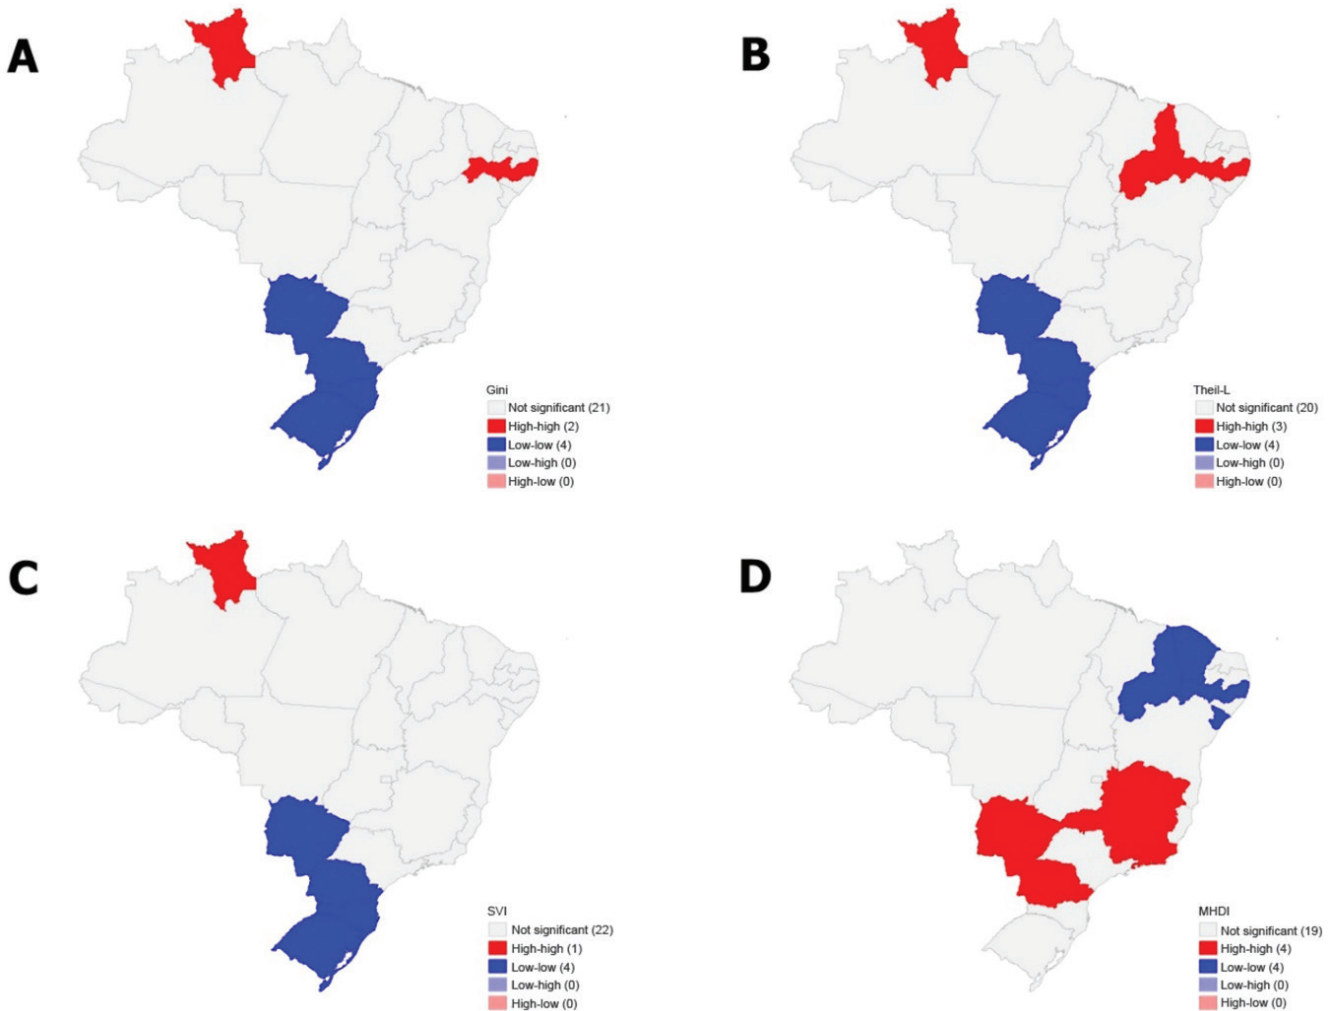 A
Gini
Not significant (21)
High-high (2)
Low-low (4)
Low-high (0)
High-low (0)
B
Theil-L
Not significant (20)
High-high (3)
Low-low (4)
Low-high (0)
High-low (0)
C
SVI
Not significant (22)
High-high (1)
Low-low (4)
Low-high (0)
High-low (0)
D
MHDI
Not significant (19)
High-high (4)
Low-low (4)
Low-high (0)
High-low (0)